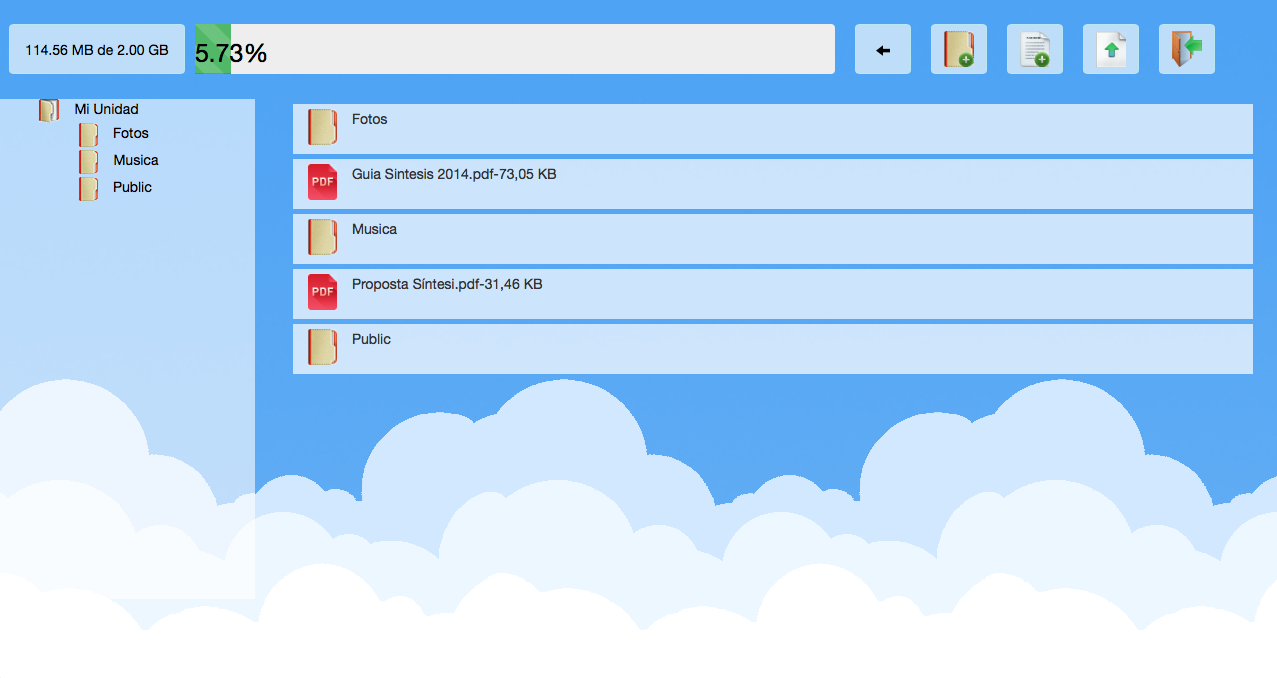 114.56 MB de 2.00 GB
5.73%
Mi Unidad
Fotos
Musica
Public
Fotos
PDF Guia Sintesis 2014.pdf-73,05 KB
Musica
PDF Proposta Síntesi.pdf-31,46 KB
Public